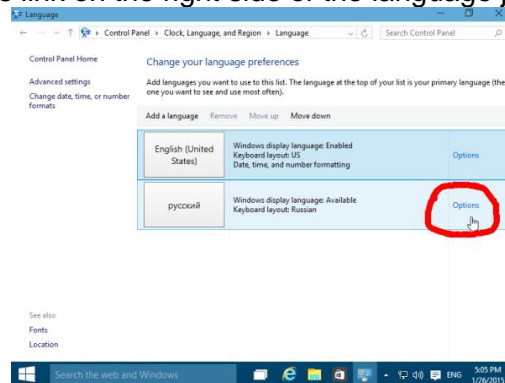 link on the right side of the language
Language
Control Panel Clock, Language, and Region Language Search Control Panel
Control Panel Home
Advanced settings
Change date, time, or number
formats
Change your language preferences
Add languages you want to use to this list. The language at the top of your list is your primary language (the
one you want to see and use most often).
Add a language Remove Move up Move down
English (United
States)
Windows display language: Enabled
Keyboard layout: US
Date, time, and number formatting
Options
русский
Windows display language: Available
Keyboard layout: Russian
Options
See also
Fonts
Location
Search the web and Windows
ENG
5:05 PM
1/26/2015